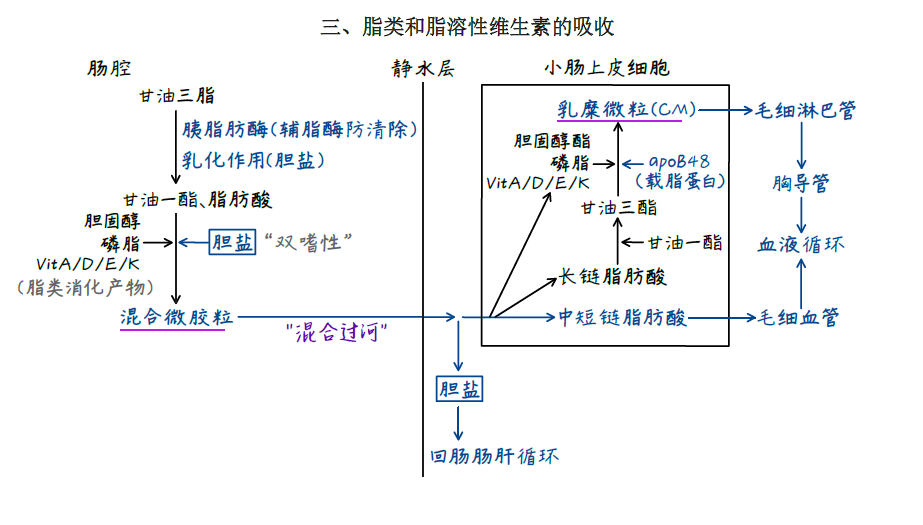 三、脂类和脂溶性维生素的吸收
肠腔
静水层
小肠上皮细胞
甘油三脂
胰脂肪酶(辅脂酶防清除)
乳化作用(胆盐)
甘油一酯、脂肪酸
胆固醇
磷脂
VitA/D/E/K
(脂类消化产物)
胆盐
“双嗜性”
混合微胶粒
"混合过河"
胆盐
回肠肠肝循环
乳糜微粒(CM)
胆固醇酯
磷脂
VitA/D/E/K
apoB48
(载脂蛋白)
甘油三酯
甘油一酯
长链脂肪酸
中短链脂肪酸
毛细淋巴管
胸导管
血液循环
毛细血管